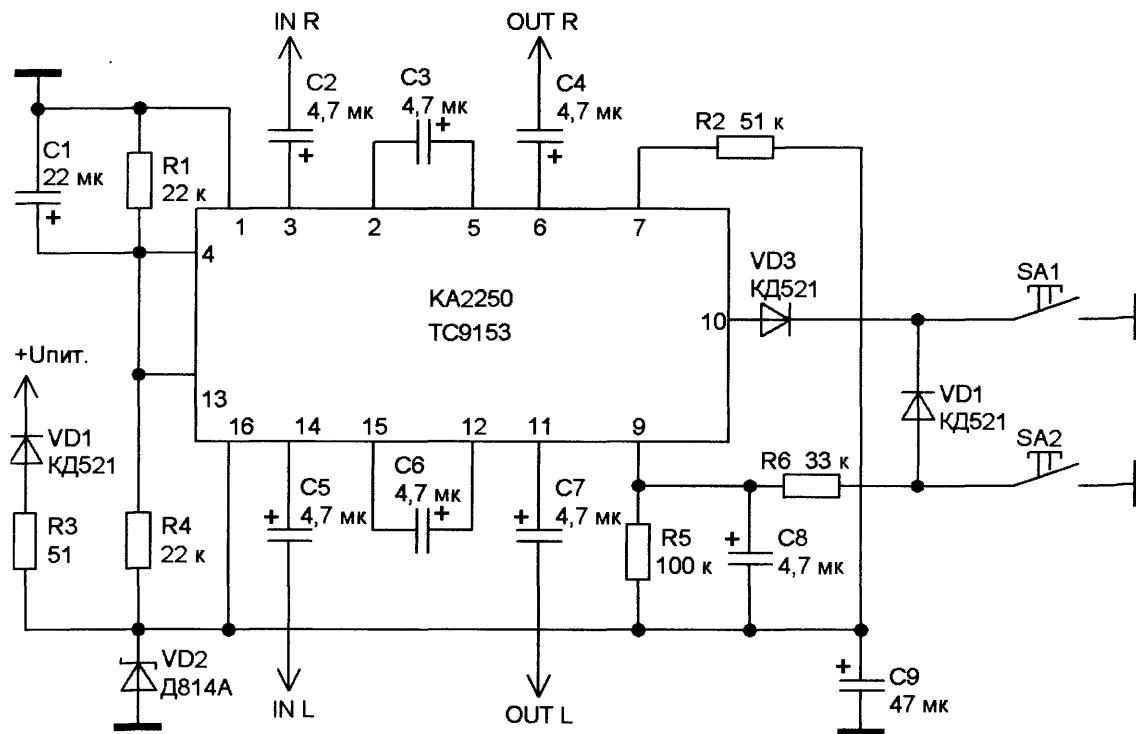 IN R
OUT R
C2
4,7 мк
C3
4,7 мк
C4
4,7 мк
R2 51 к
C1
22 мк
R1
22 к
+
+
+
+
+
1
3
2
5
6
7
4
KA2250
TC9153
10
VD3
КД521
SA1
+Uпит.
13
VD1
КД521
16
14
15
12
11
9
VD1
КД521
SA2
R6 33 к
C5
4,7 мк
C6
4,7 мк
C7
4,7 мк
+
+
+
R3
51
R4
22 к
R5
100 к
+
C8
4,7 мк
VD2
Д814А
IN L
OUT L
+
C9
47 мк